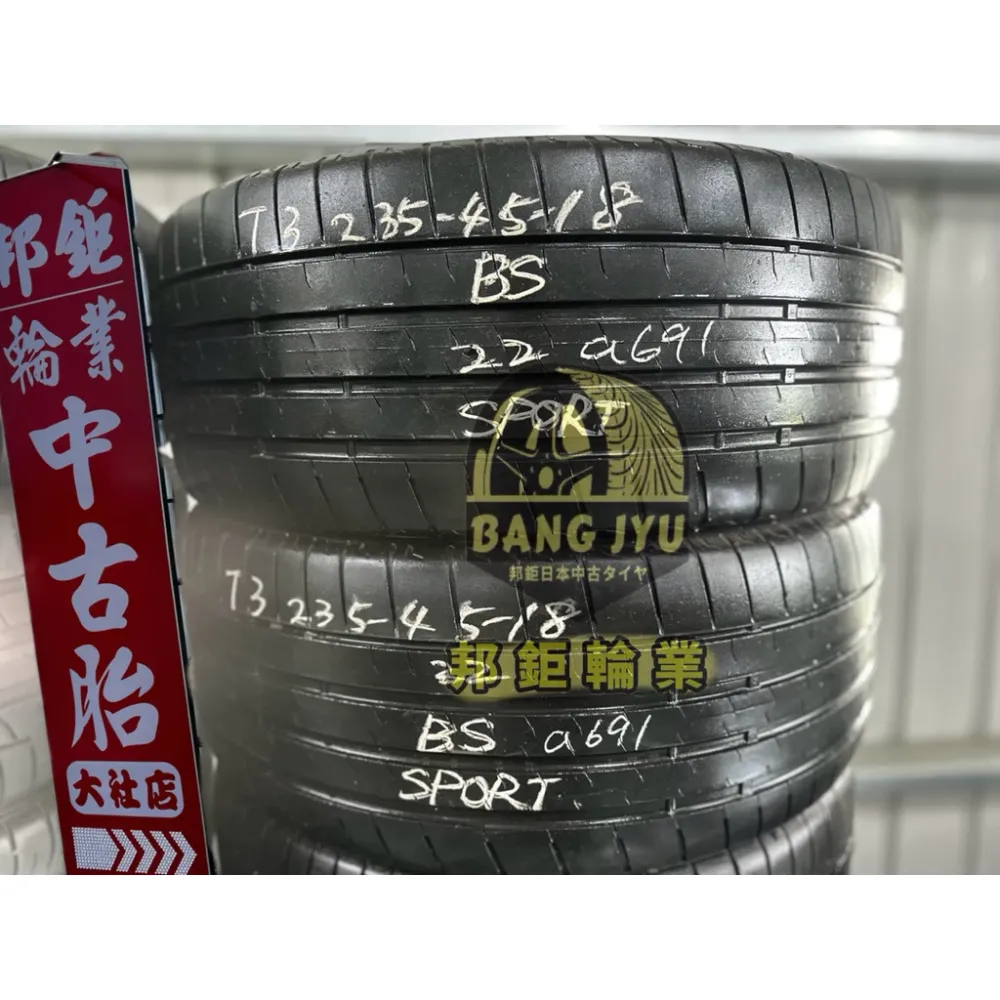 邦鉅
輪業
中古胎
大社店
T3 235-45-18
BS
22 a691
SPORT
BANG JYU
邦鉅日本中古タイヤ
T3 235-45-18
22
邦鉅輪業
BS a691
SPORT